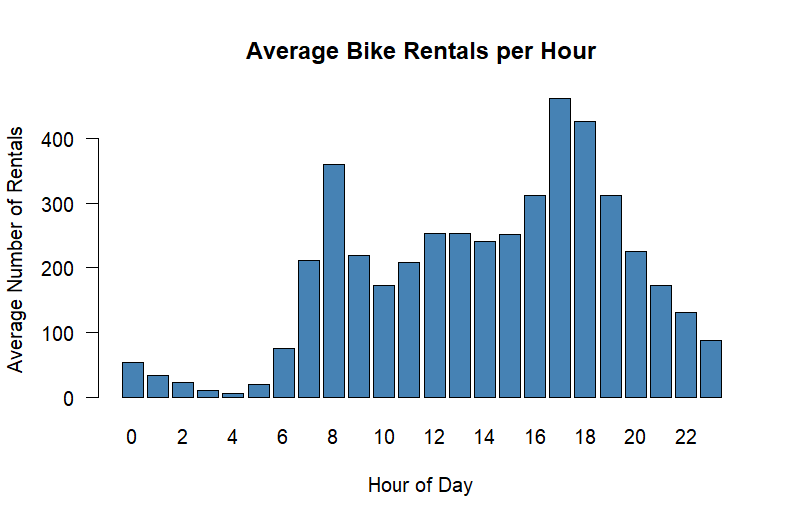 Average Bike Rentals per Hour
Average Number of Rentals
400
300
200
100
0
0 2 4 6 8 10 12 14 16 18 20 22
Hour of Day